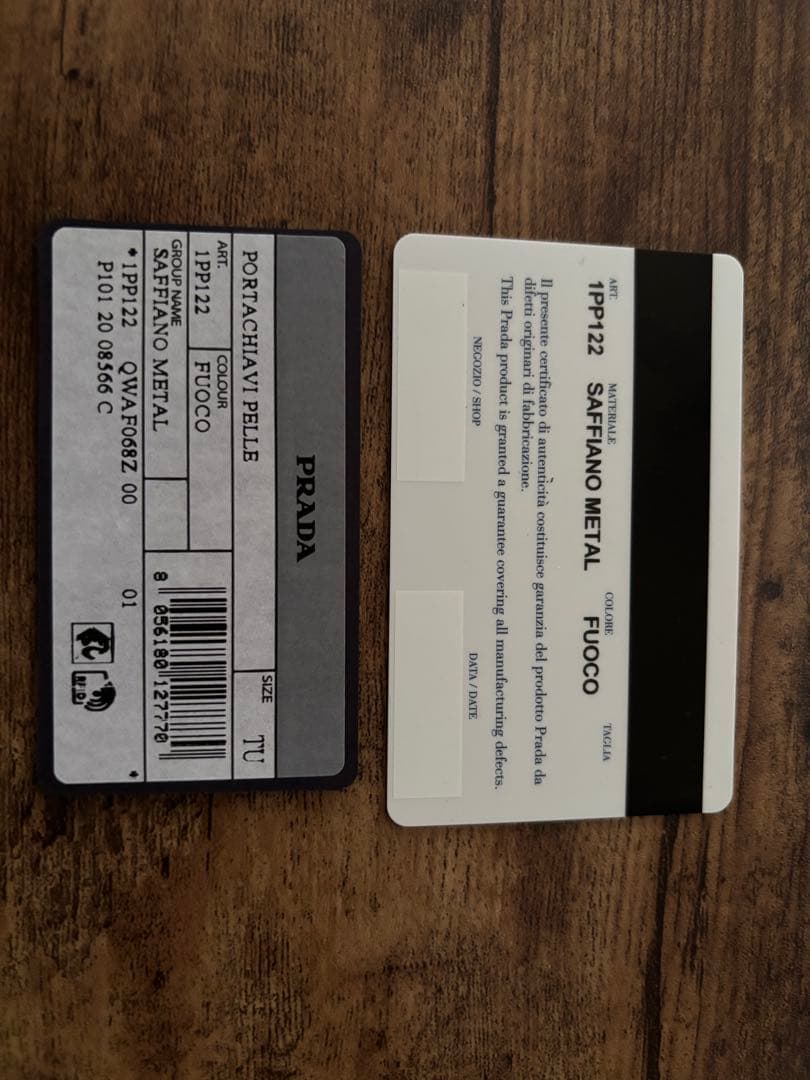 ART. MATERIALE COLORE TAGLIA
1PP122 SAFFIANO METAL FUOCO
Il presente certificato di autenticità costituisce garanzia del prodotto Prada da
difetti originari di fabbricazione.
This Prada product is granted a guarantee covering all manufacturing defects.
NEGOZIO / SHOP DATA / DATE
PRADA
PORTACHIAVI PELLE SIZE TU
ART. COLOUR
1PP122 FUOCO
GROUP NAME
SAFFIANO METAL
8 056180 127770
*1PP122 QWAF068Z 00 01 *
P101 20 08566 C
RFID